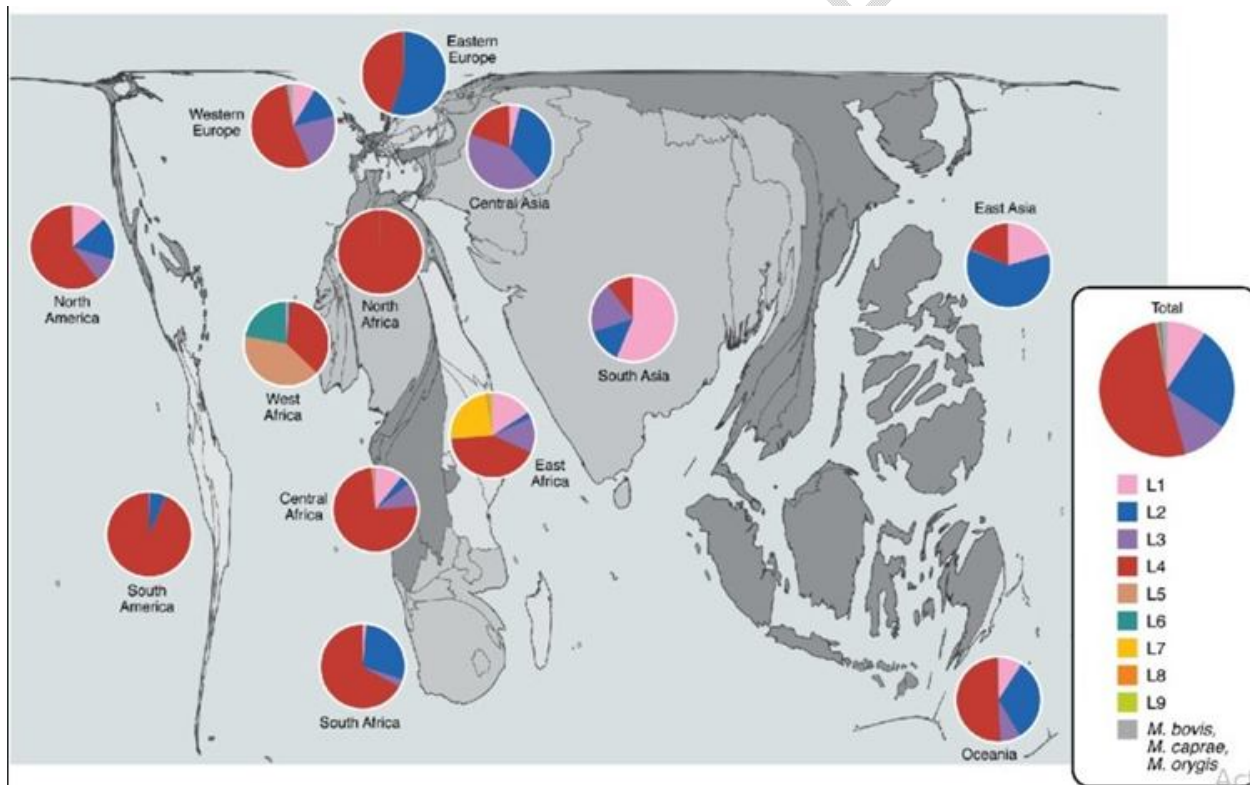 Eastern
Europe
Western
Europe
Central Asia
East Asia
North
America
North
Africa
West
Africa
South Asia
East
Africa
Central
Africa
South
America
South Africa
Oceania
Total
L1
L2
L3
L4
L5
L6
L7
L8
L9
M. bovis,
M. caprae,
M. orygis